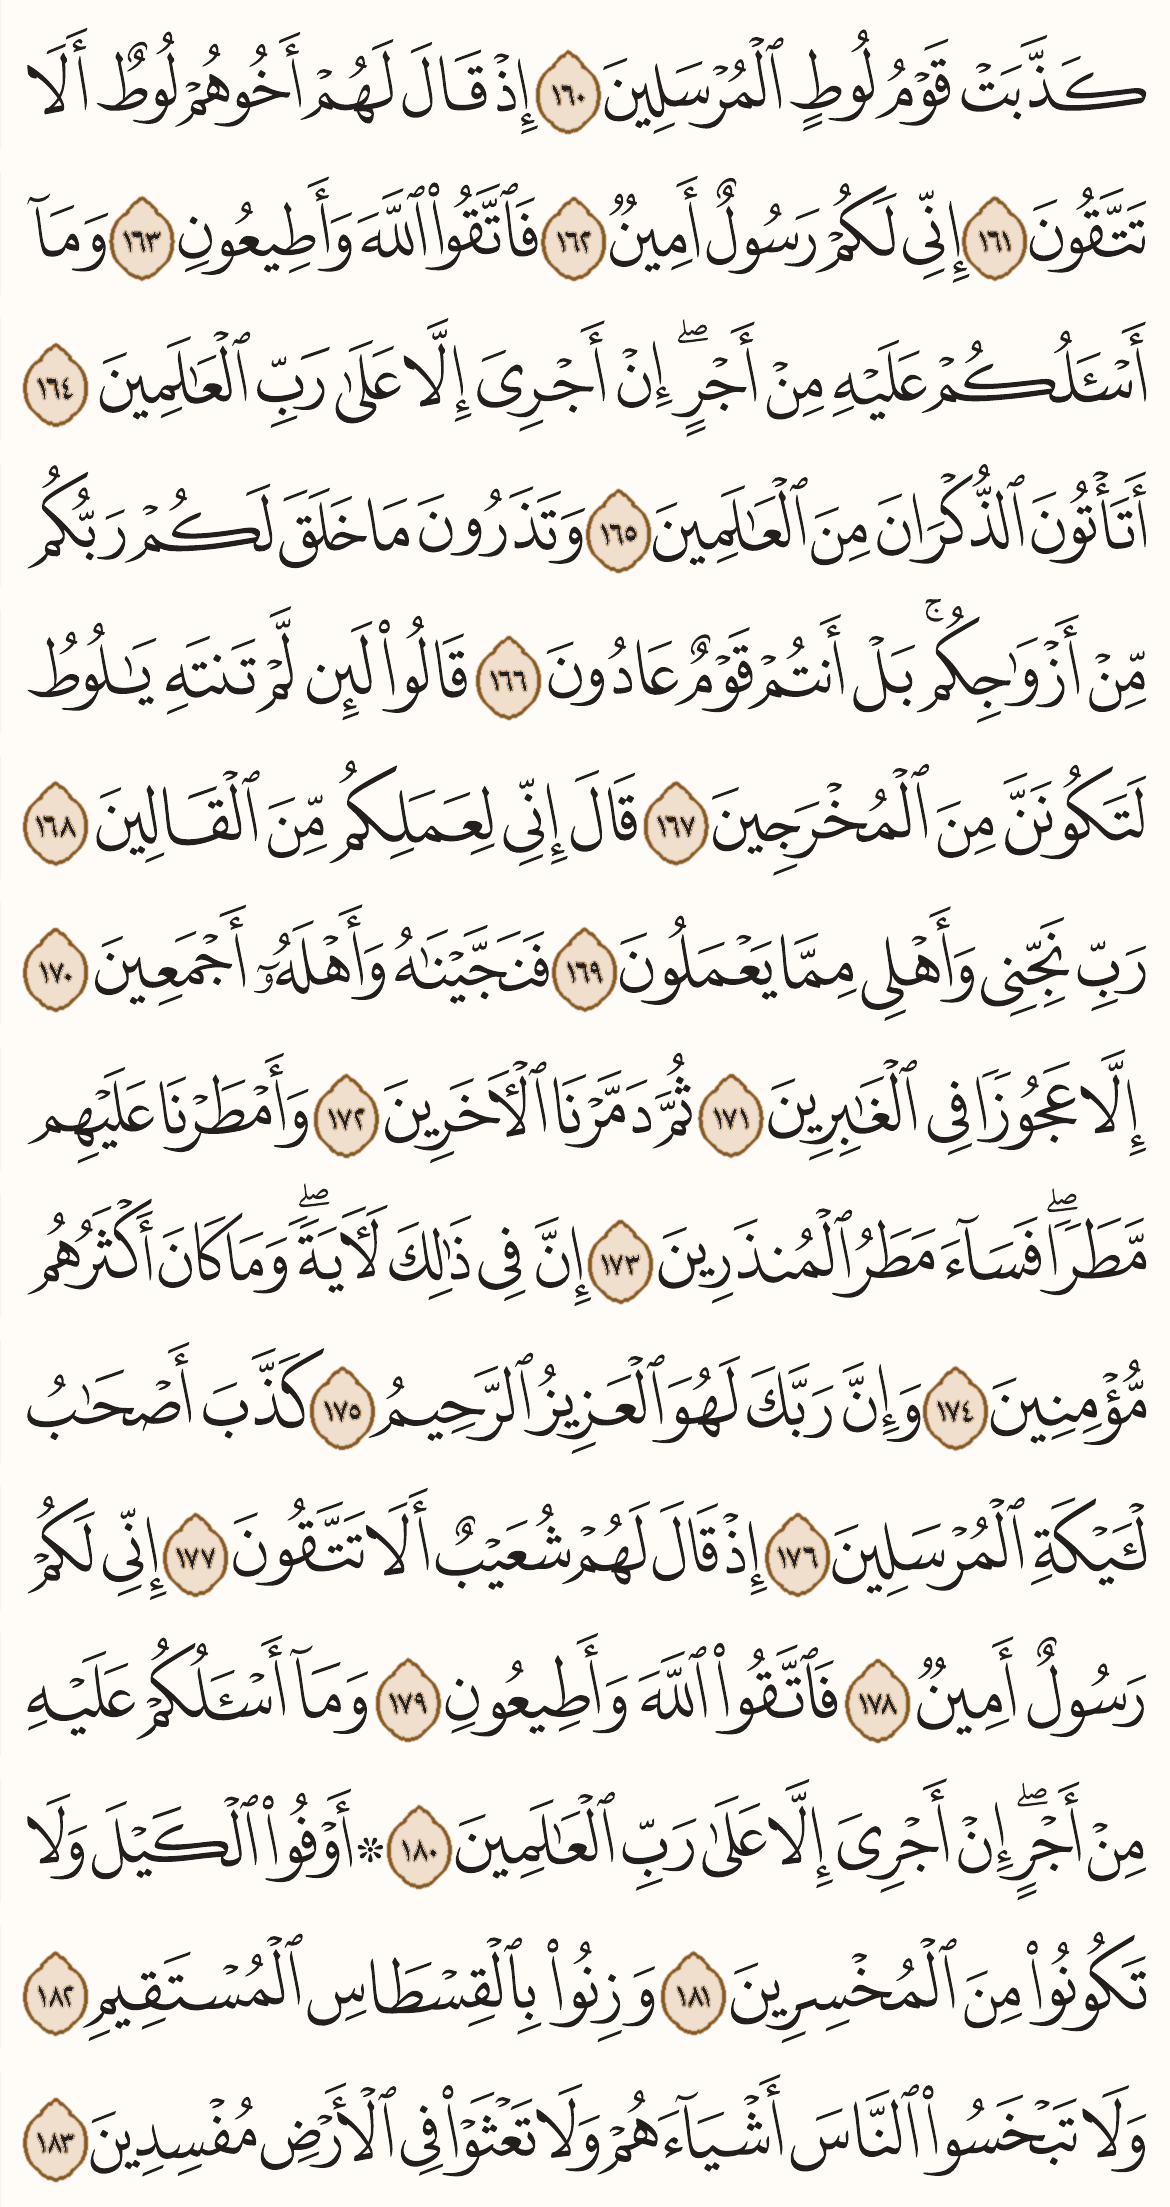 كَذَّبَتْ قَوْمُ لُوطٍ ٱلْمُرْسَلِينَ ١٦٠ إِذْ قَالَ لَهُمْ أَخُوهُمْ لُوطٌ أَلَا
تَتَّقُونَ ١٦١ إِنِّى لَكُمْ رَسُولٌ أَمِينٌ ١٦٢ فَٱتَّقُوا۟ ٱللَّهَ وَأَطِيعُونِ ١٦٣ وَمَآ
أَسْـَٔلُكُمْ عَلَيْهِ مِنْ أَجْرٍ ۖ إِنْ أَجْرِىَ إِلَّا عَلَىٰ رَبِّ ٱلْعَـٰلَمِينَ ١٦٤
أَتَأْتُونَ ٱلذُّكْرَانَ مِنَ ٱلْعَـٰلَمِينَ ١٦٥ وَتَذَرُونَ مَا خَلَقَ لَكُمْ رَبُّكُم
مِّنْ أَزْوَٰجِكُم ۚ بَلْ أَنتُمْ قَوْمٌ عَادُونَ ١٦٦ قَالُوا۟ لَئِن لَّمْ تَنتَهِ يَـٰلُوطُ
لَتَكُونَنَّ مِنَ ٱلْمُخْرَجِينَ ١٦٧ قَالَ إِنِّى لِعَمَلِكُم مِّنَ ٱلْقَالِينَ ١٦٨
رَبِّ نَجِّنِى وَأَهْلِى مِمَّا يَعْمَلُونَ ١٦٩ فَنَجَّيْنَـٰهُ وَأَهْلَهُۥٓ أَجْمَعِينَ ١٧٠
إِلَّا عَجُوزًا فِى ٱلْغَـٰبِرِينَ ١٧١ ثُمَّ دَمَّرْنَا ٱلْـَٔاخَرِينَ ١٧٢ وَأَمْطَرْنَا عَلَيْهِم
مَّطَرًا ۖ فَسَآءَ مَطَرُ ٱلْمُنذَرِينَ ١٧٣ إِنَّ فِى ذَٰلِكَ لَـَٔايَةً ۖ وَمَا كَانَ أَكْثَرُهُم
مُّؤْمِنِينَ ١٧٤ وَإِنَّ رَبَّكَ لَهُوَ ٱلْعَزِيزُ ٱلرَّحِيمُ ١٧٥ كَذَّبَ أَصْحَـٰبُ
لْـَٔيْكَةِ ٱلْمُرْسَلِينَ ١٧٦ إِذْ قَالَ لَهُمْ شُعَيْبٌ أَلَا تَتَّقُونَ ١٧٧ إِنِّى لَكُمْ
رَسُولٌ أَمِينٌ ١٧٨ فَٱتَّقُوا۟ ٱللَّهَ وَأَطِيعُونِ ١٧٩ وَمَآ أَسْـَٔلُكُمْ عَلَيْهِ
مِنْ أَجْرٍ ۖ إِنْ أَجْرِىَ إِلَّا عَلَىٰ رَبِّ ٱلْعَـٰلَمِينَ ١٨٠ ۞ أَوْفُوا۟ ٱلْكَيْلَ وَلَا
تَكُونُوا۟ مِنَ ٱلْمُخْسِرِينَ ١٨١ وَزِنُوا۟ بِٱلْقِسْطَاسِ ٱلْمُسْتَقِيمِ ١٨٢
وَلَا تَبْخَسُوا۟ ٱلنَّاسَ أَشْيَآءَهُمْ وَلَا تَعْثَوْا۟ فِى ٱلْأَرْضِ مُفْسِدِينَ ١٨٣